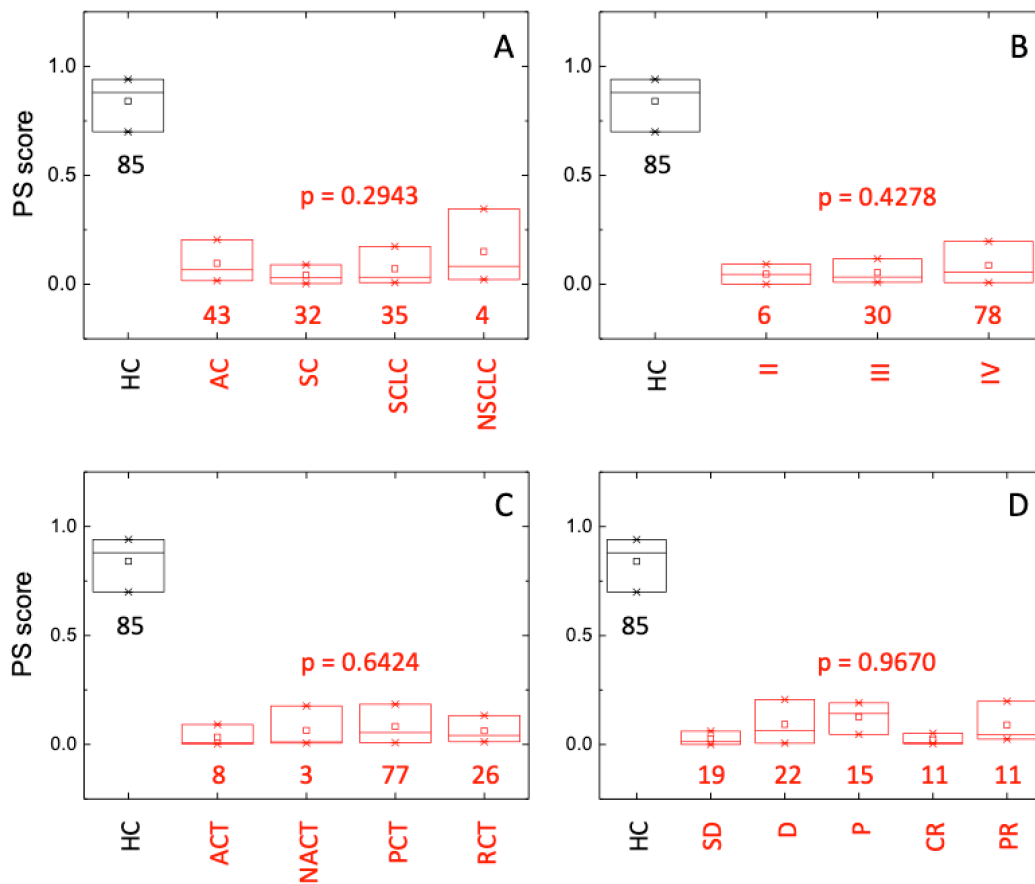 A
PS score
1.0
0.5
0.0
85
p = 0.2943
43
32
35
4
HC
AC
SC
SCLC
NSCLC
B
1.0
0.5
0.0
85
p = 0.4278
6
30
78
HC
II
III
IV
C
PS score
1.0
0.5
0.0
85
p = 0.6424
8
3
77
26
HC
ACT
NACT
PCT
RCT
D
1.0
0.5
0.0
85
p = 0.9670
19
22
15
11
11
HC
SD
D
P
CR
PR